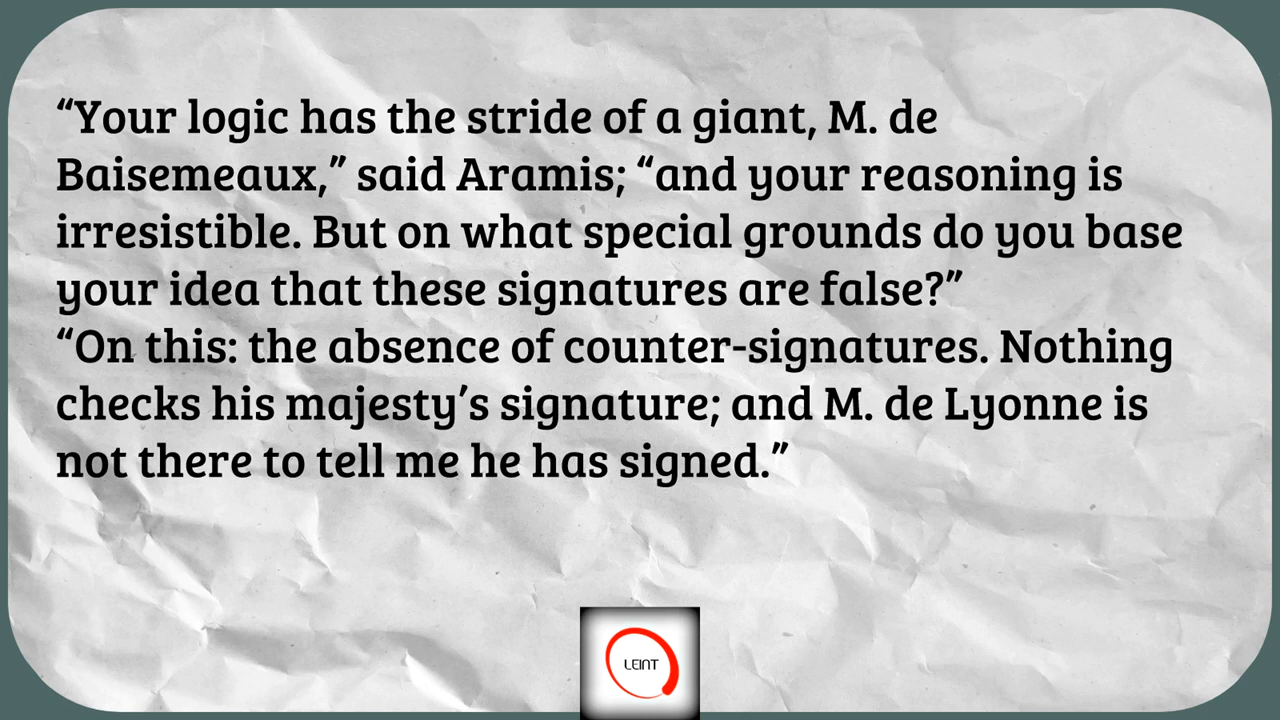 “Your logic has the stride of a giant, M. de
Baisemeaux,” said Aramis; “and your reasoning is
irresistible. But on what special grounds do you base
your idea that these signatures are false?”
“On this: the absence of counter-signatures. Nothing
checks his majesty’s signature; and M. de Lyonne is
not there to tell me he has signed.”
LEINT